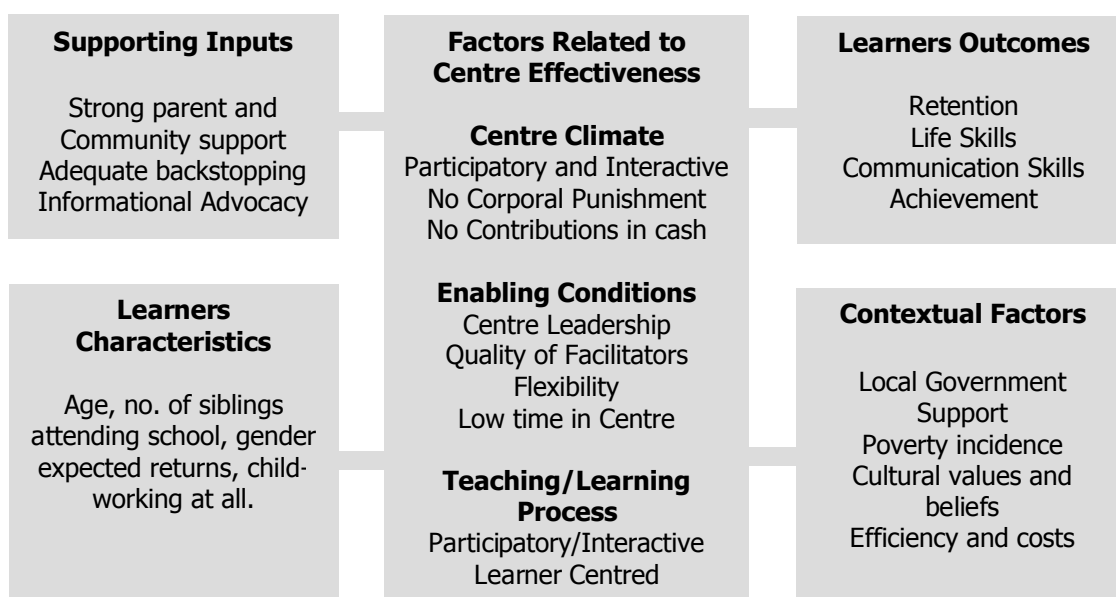 Supporting Inputs
Strong parent and
Community support
Adequate backstopping
Informational Advocacy
Learners
Characteristics
Age, no. of siblings
attending school, gender
expected returns, child-
working at all.
Factors Related to
Centre Effectiveness
Centre Climate
Participatory and Interactive
No Corporal Punishment
No Contributions in cash
Enabling Conditions
Centre Leadership
Quality of Facilitators
Flexibility
Low time in Centre
Teaching/Learning
Process
Participatory/Interactive
Learner Centred
Learners Outcomes
Retention
Life Skills
Communication Skills
Achievement
Contextual Factors
Local Government
Support
Poverty incidence
Cultural values and
beliefs
Efficiency and costs